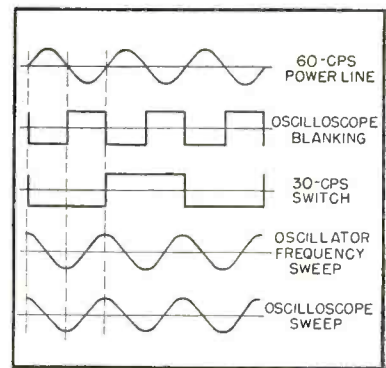 60-CPS
POWER LINE
OSCILLOSCOPE
BLANKING
30-CPS
SWITCH
OSCILLATOR
FREQUENCY
SWEEP
OSCILLOSCOPE
SWEEP